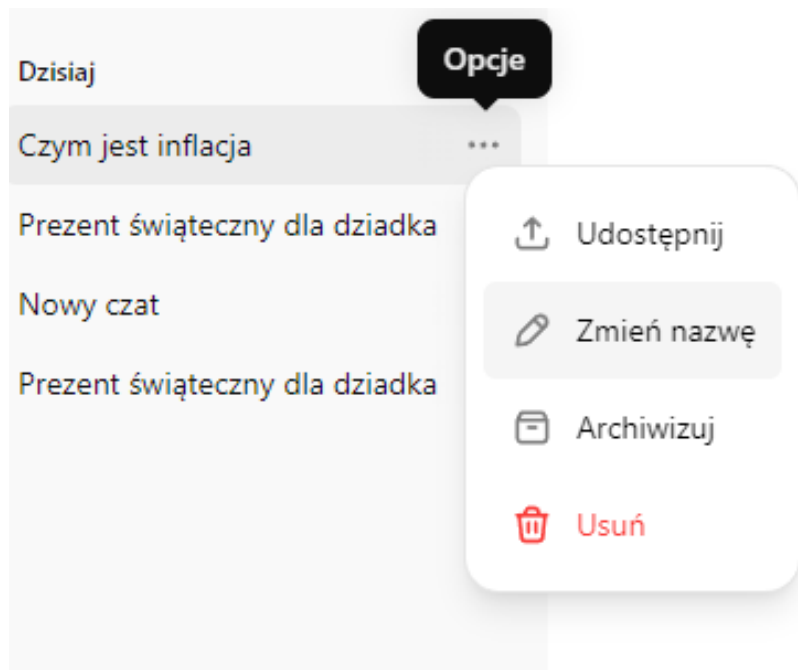 Dzisiaj
Opcje
Czym jest inflacja
Prezent świąteczny dla dziadka
Nowy czat
Prezent świąteczny dla dziadka
Udostępnij
Zmień nazwę
Archiwizuj
Usuń